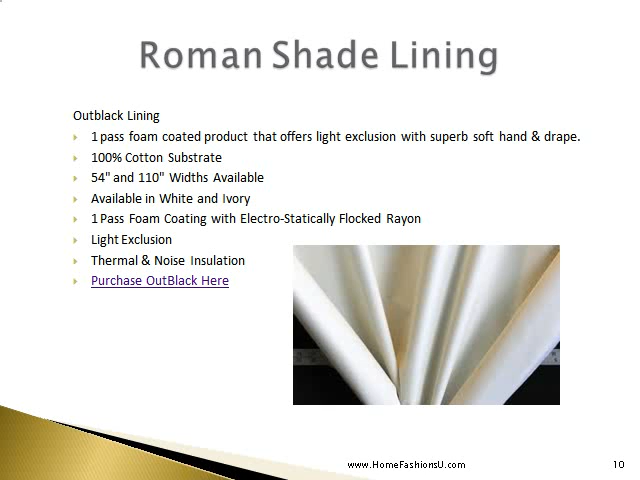 Roman Shade Lining
Outblack Lining
1 pass foam coated product that offers light exclusion with superb soft hand & drape.
100% Cotton Substrate
54" and 110" Widths Available
Available in White and Ivory
1 Pass Foam Coating with Electro-Statically Flocked Rayon
Light Exclusion
Thermal & Noise Insulation
Purchase OutBlack Here
www.HomeFashionsU.com
10